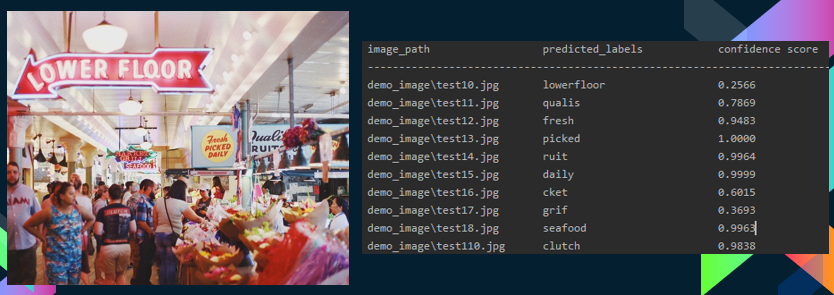 LOWER FLOOR
Fresh
PICKED
DAILY
Quali
RUIT
SEAFOOD
image_path predicted_labels confidence score
--------------------------------------------------------------------
demo_image\test10.jpg lowerfloor 0.2566
demo_image\test11.jpg qualis 0.7869
demo_image\test12.jpg fresh 0.9483
demo_image\test13.jpg picked 1.0000
demo_image\test14.jpg ruit 0.9964
demo_image\test15.jpg daily 0.9999
demo_image\test16.jpg cket 0.6015
demo_image\test17.jpg grif 0.3693
demo_image\test18.jpg seafood 0.9963
demo_image\test110.jpg clutch 0.9838